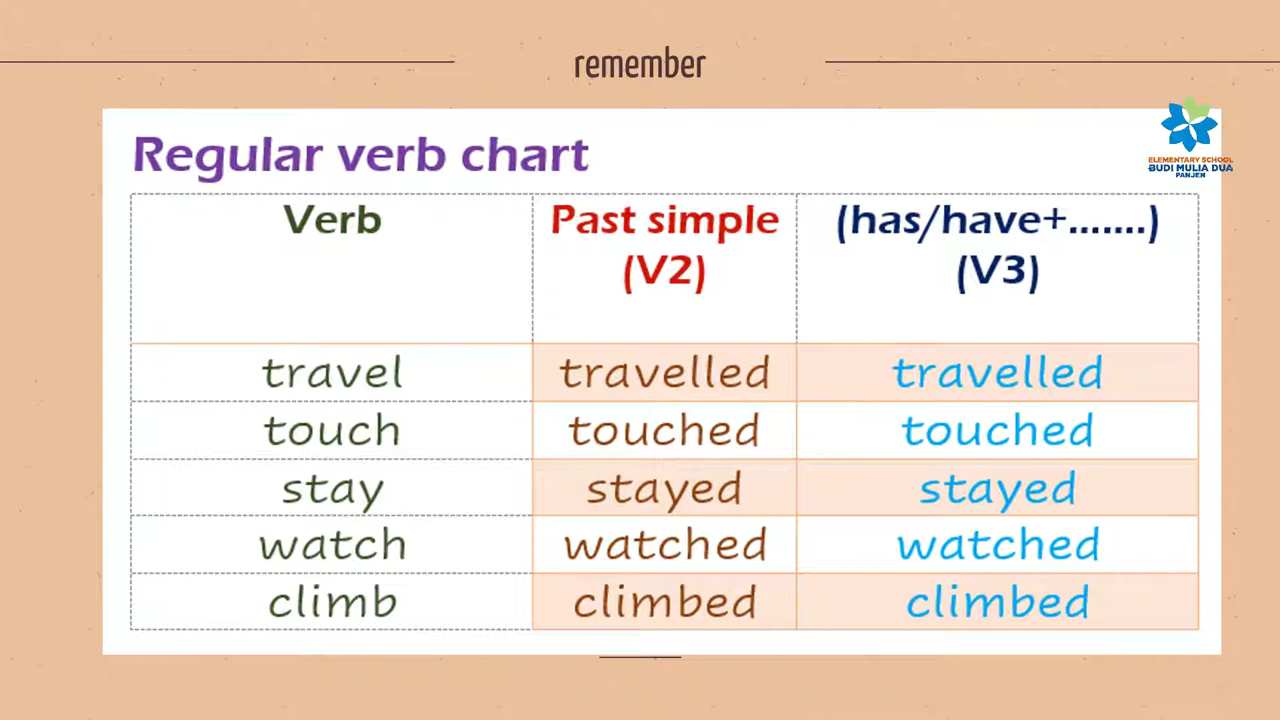 remember
ELEMENTARY SCHOOL
BUDI MULIA DUA
PANJEN
Regular verb chart
Verb Past simple (has/have+.......)
(V2) (V3)
travel travelled travelled
touch touched touched
stay stayed stayed
watch watched watched
climb climbed climbed